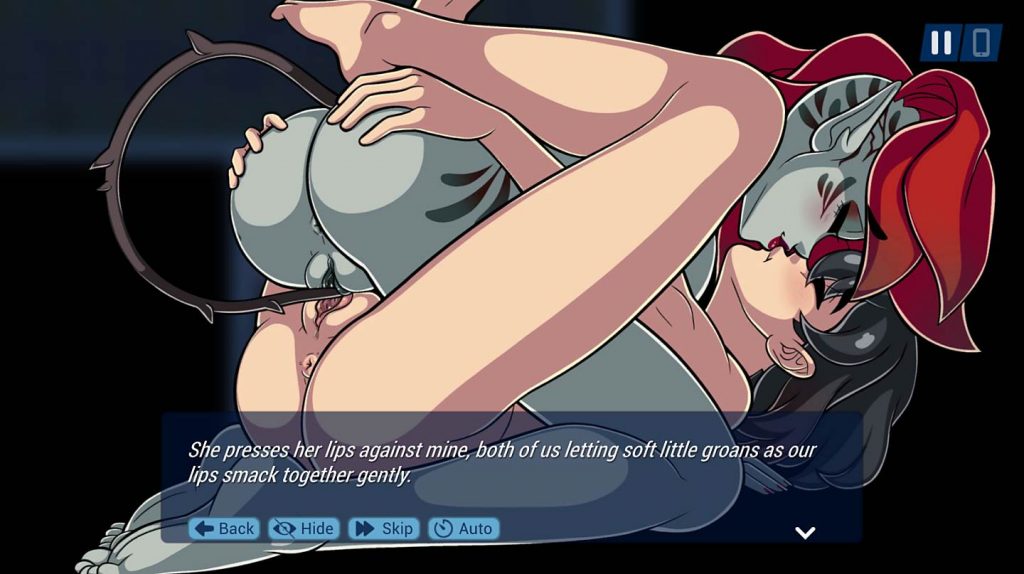 She presses her lips against mine, both of us letting soft little groans as our
lips smack together gently.
Back Hide Skip Auto